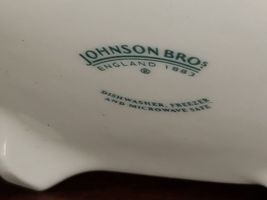 JOHNSON BROS
ENGLAND 1883
®
DISHWASHER, FREEZER
AND MICROWAVE SAFE